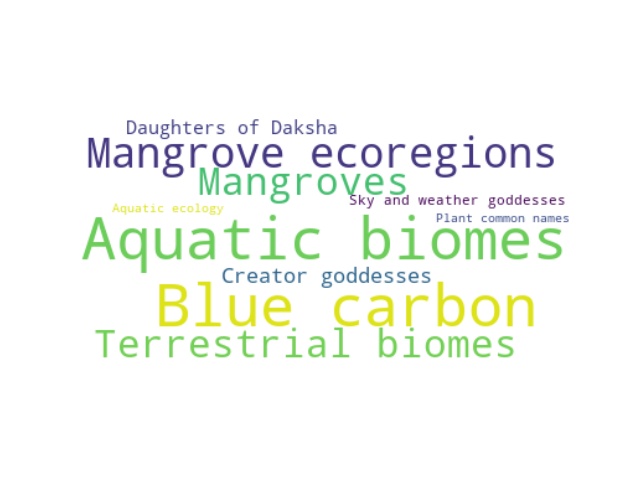 Daughters of Daksha
Mangrove ecoregions
Mangroves
Sky and weather goddesses
Aquatic ecology
Plant common names
Aquatic biomes
Creator goddesses
Blue carbon
Terrestrial biomes